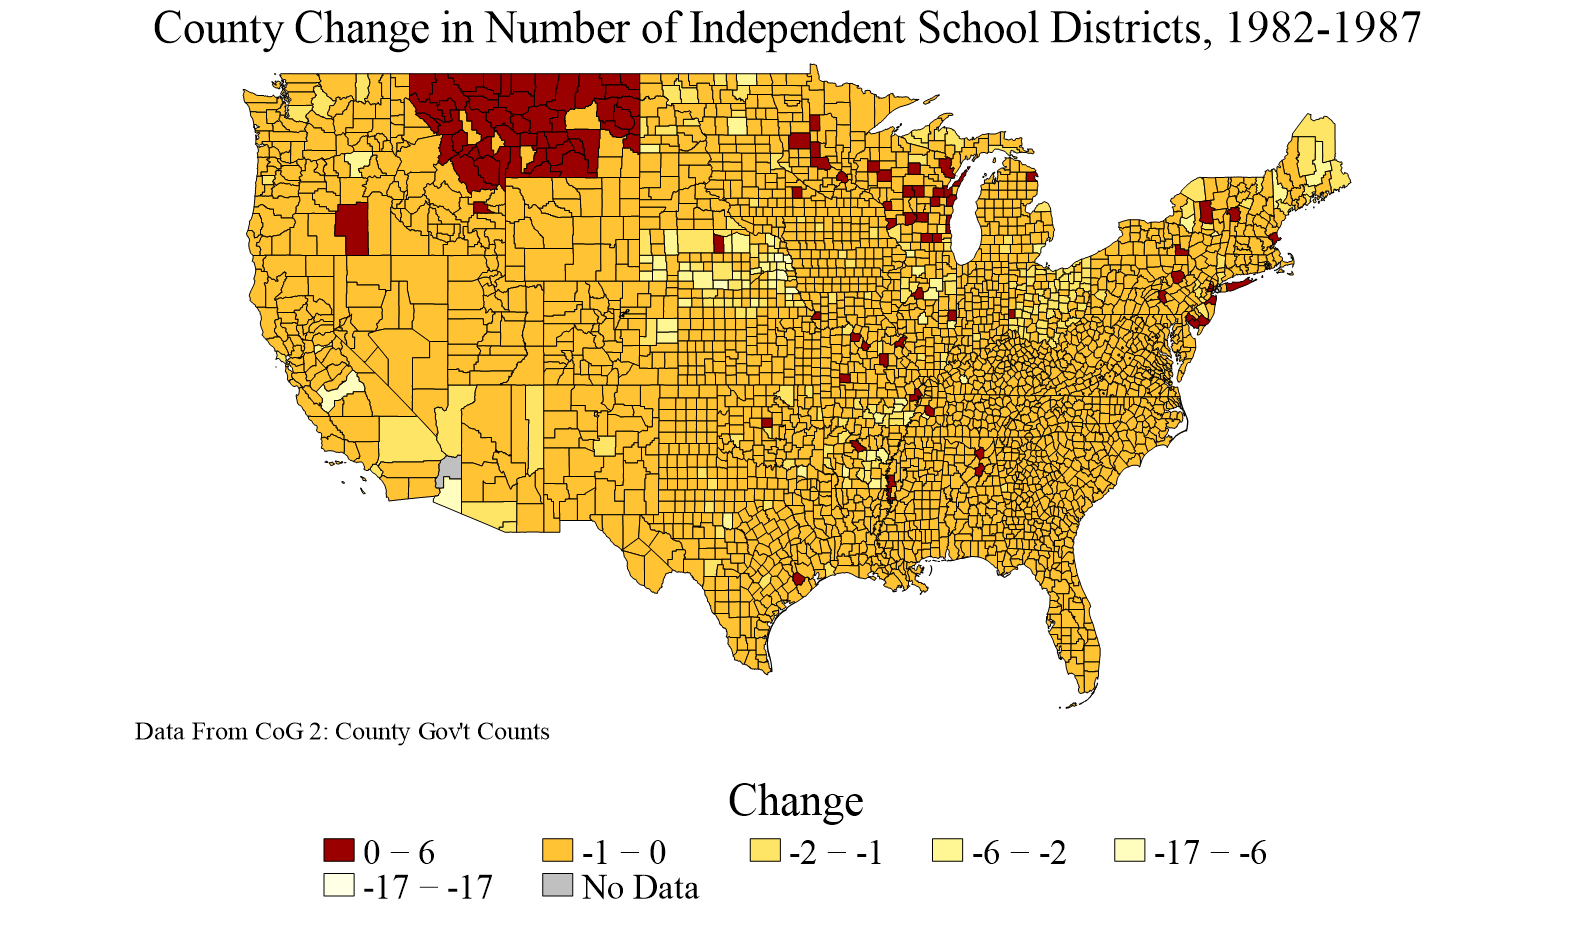 County Change in Number of Independent School Districts, 1982-1987
Data From CoG 2: County Gov't Counts
Change
0 − 6 -1 − 0 -2 − -1 -6 − -2 -17 − -6
-17 − -17 No Data